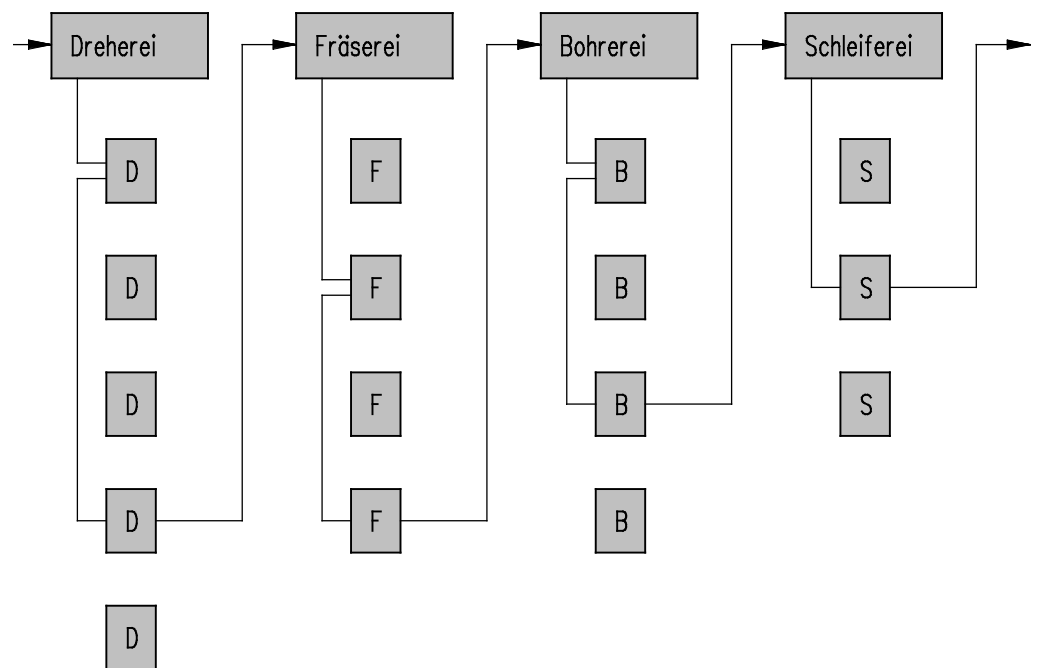 Dreherei Fräserei Bohrerei Schleiferei
D F B S
D F B S
D F B S
D F B
D